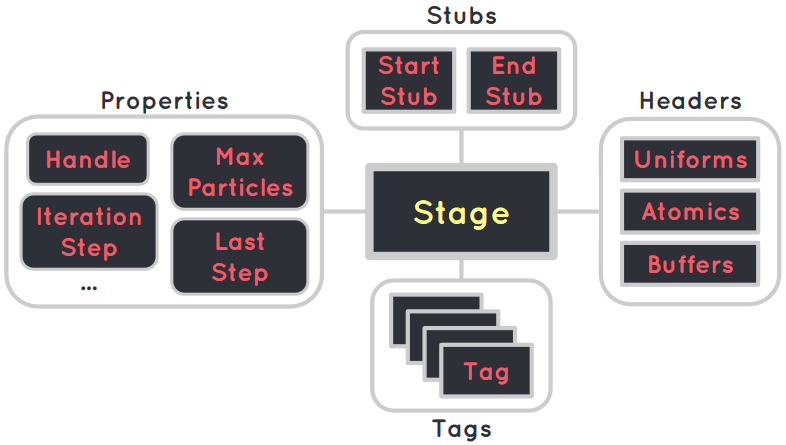 Stubs
Start
Stub
End
Stub
Properties
Handle
Max
Particles
Iteration
Step
Last
Step
...
Stage
Headers
Uniforms
Atomics
Buffers
Tag
Tags